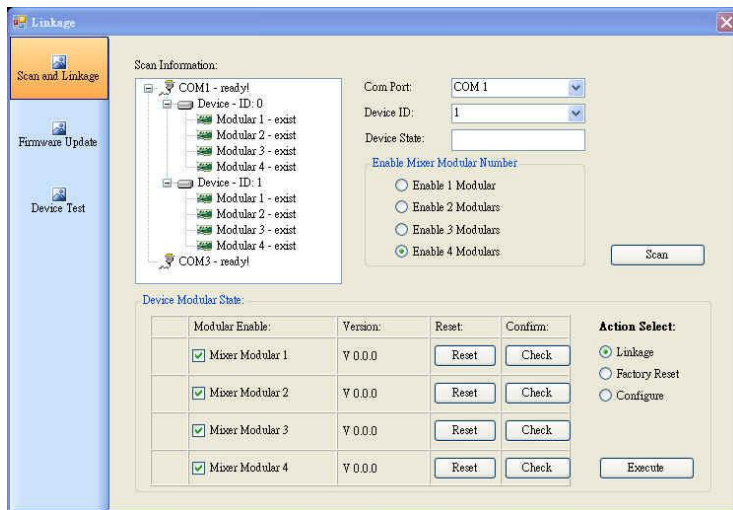 Linkage
Scan and Linkage
Firmware Update
Device Test
Scan Information:
COM1 - ready!
Device - ID: 0
Modular 1 - exist
Modular 2 - exist
Modular 3 - exist
Modular 4 - exist
Device - ID: 1
Modular 1 - exist
Modular 2 - exist
Modular 3 - exist
Modular 4 - exist
COM3 - ready!
Com Port: COM 1
Device ID: 1
Device State:
Enable Mixer Modular Number
Enable 1 Modular
Enable 2 Modulars
Enable 3 Modulars
Enable 4 Modulars
Scan
Device Modular State:
Modular Enable: Version: Reset: Confirm:
Mixer Modular 1 V 0.0.0 Reset Check
Mixer Modular 2 V 0.0.0 Reset Check
Mixer Modular 3 V 0.0.0 Reset Check
Mixer Modular 4 V 0.0.0 Reset Check
Action Select:
Linkage
Factory Reset
Configure
Execute